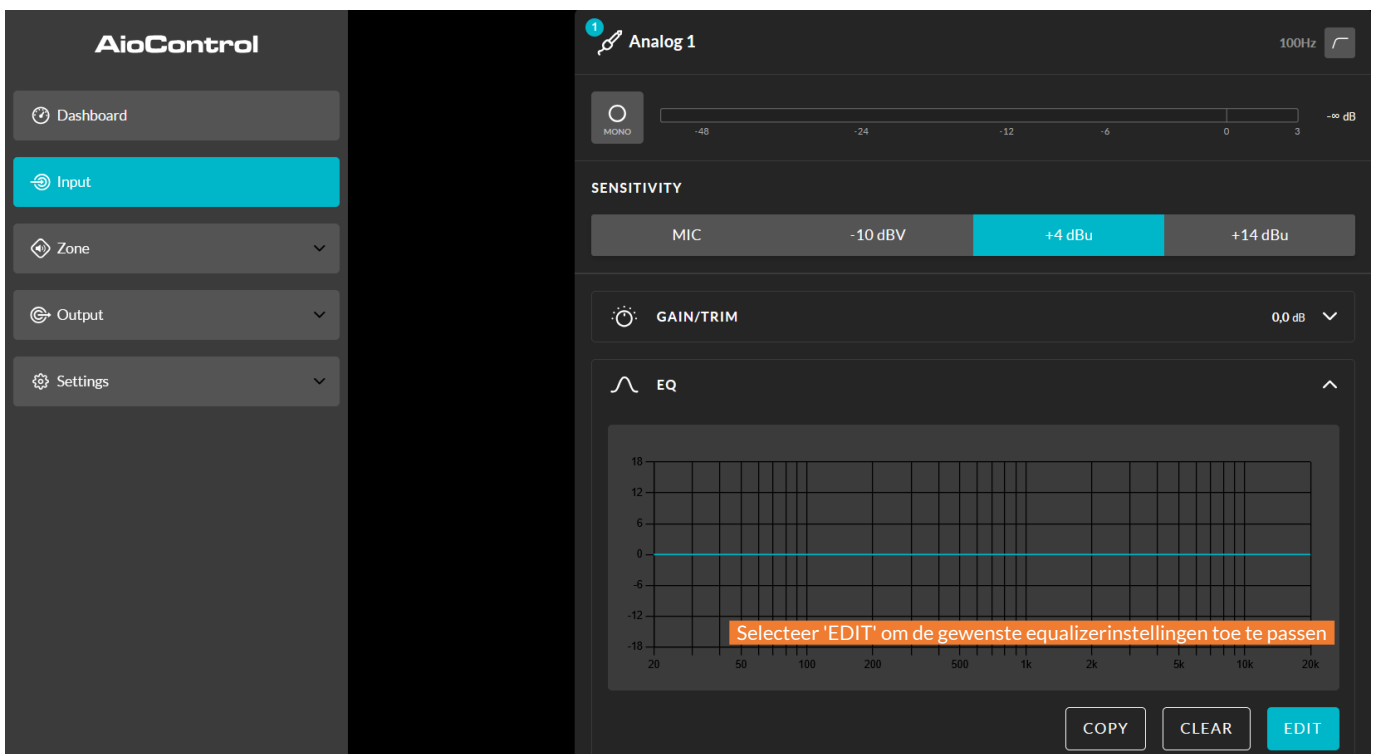 AioControl
Dashboard
Input
Zone
Output
Settings
1
Analog 1
100Hz
MONO
-48 -24 -12 -6 0 3
-∞ dB
SENSITIVITY
MIC -10 dBV +4 dBu +14 dBu
GAIN/TRIM 0,0 dB
EQ
18
12
6
0
-6
-12
Selecteer 'EDIT' om de gewenste equalizerinstellingen toe te passen
-18
20 50 100 200 500 1k 2k 5k 10k 20k
COPY CLEAR EDIT